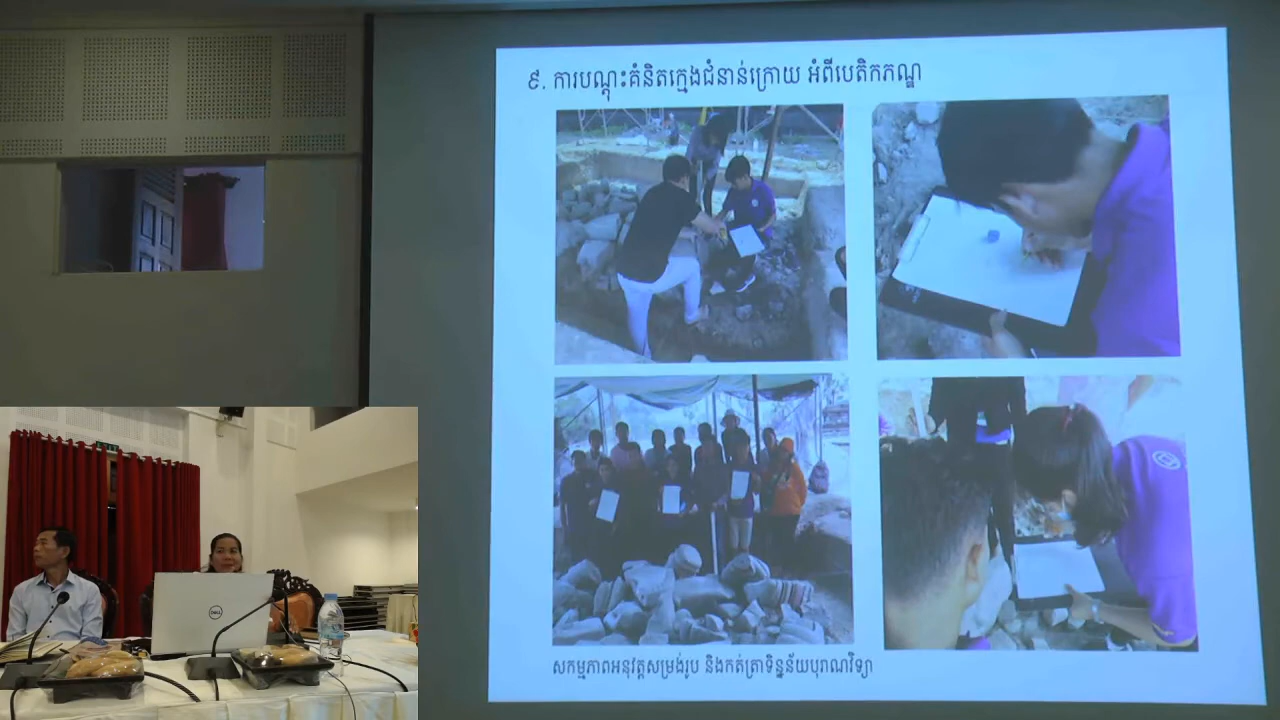 ៩. ការបណ្តុះគំនិតក្មេងជំនាន់ក្រោយ អំពីបេតិកភណ្ឌ
សកម្មភាពអនុវត្តសម្រង់រូប និងកត់ត្រាទិន្នន័យបុរាណវិទ្យា
DELL